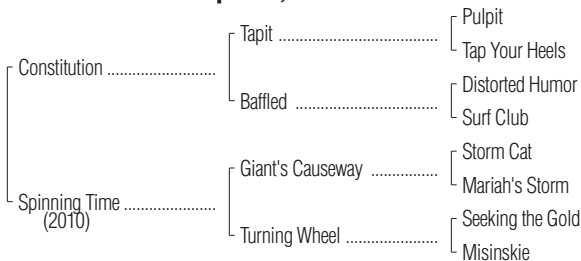 Pulpit
Tapit ......................................
Tap Your Heels
Constitution ..........................
Distorted Humor
Baffled ..................................
Surf Club
Storm Cat
Giant's Causeway ................
Mariah's Storm
Spinning Time ......................
(2010)
Seeking the Gold
Turning Wheel ......................
Misinskie